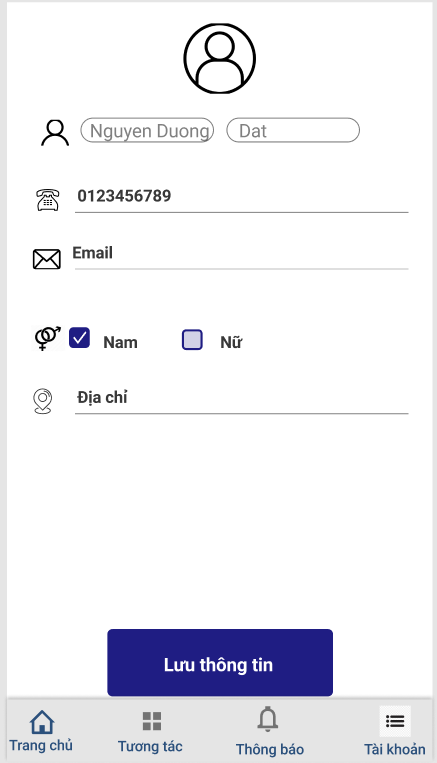 Nguyen Duong Dat
0123456789
Email
Nam Nữ
Địa chỉ
Lưu thông tin
Trang chủ Tương tác Thông báo Tài khoản